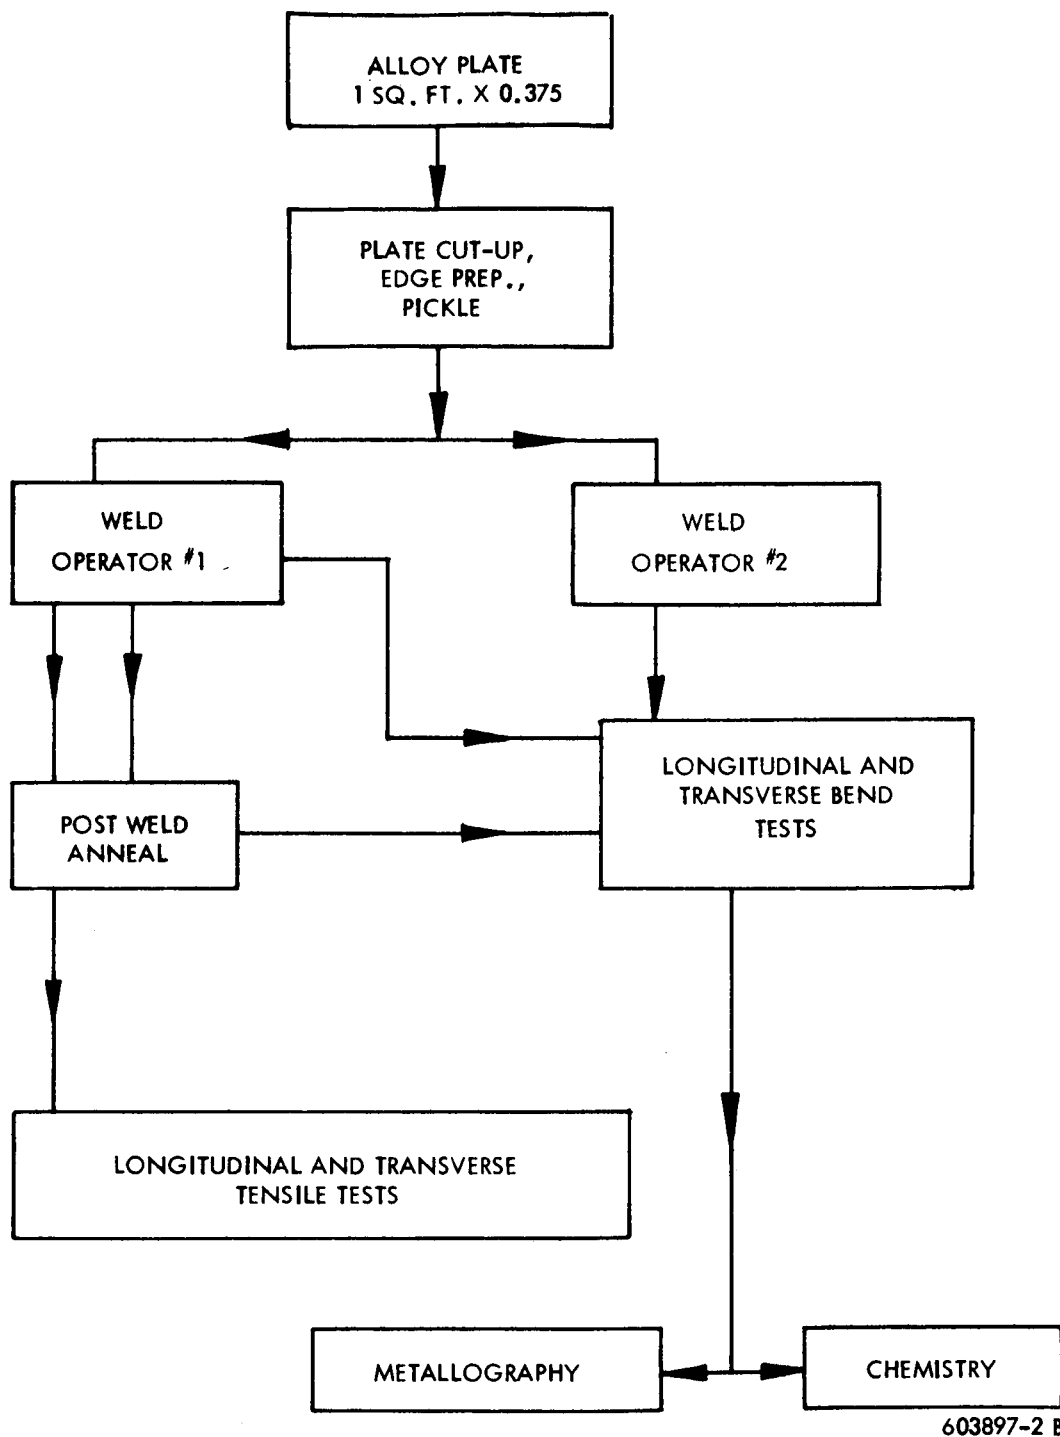 ALLOY PLATE
1 SQ. FT. X 0.375
PLATE CUT-UP,
EDGE PREP.,
PICKLE
WELD
OPERATOR #1
WELD
OPERATOR #2
LONGITUDINAL AND
TRANSVERSE BEND
TESTS
POST WELD
ANNEAL
LONGITUDINAL AND TRANSVERSE
TENSILE TESTS
METALLOGRAPHY
CHEMISTRY
603897-2 B